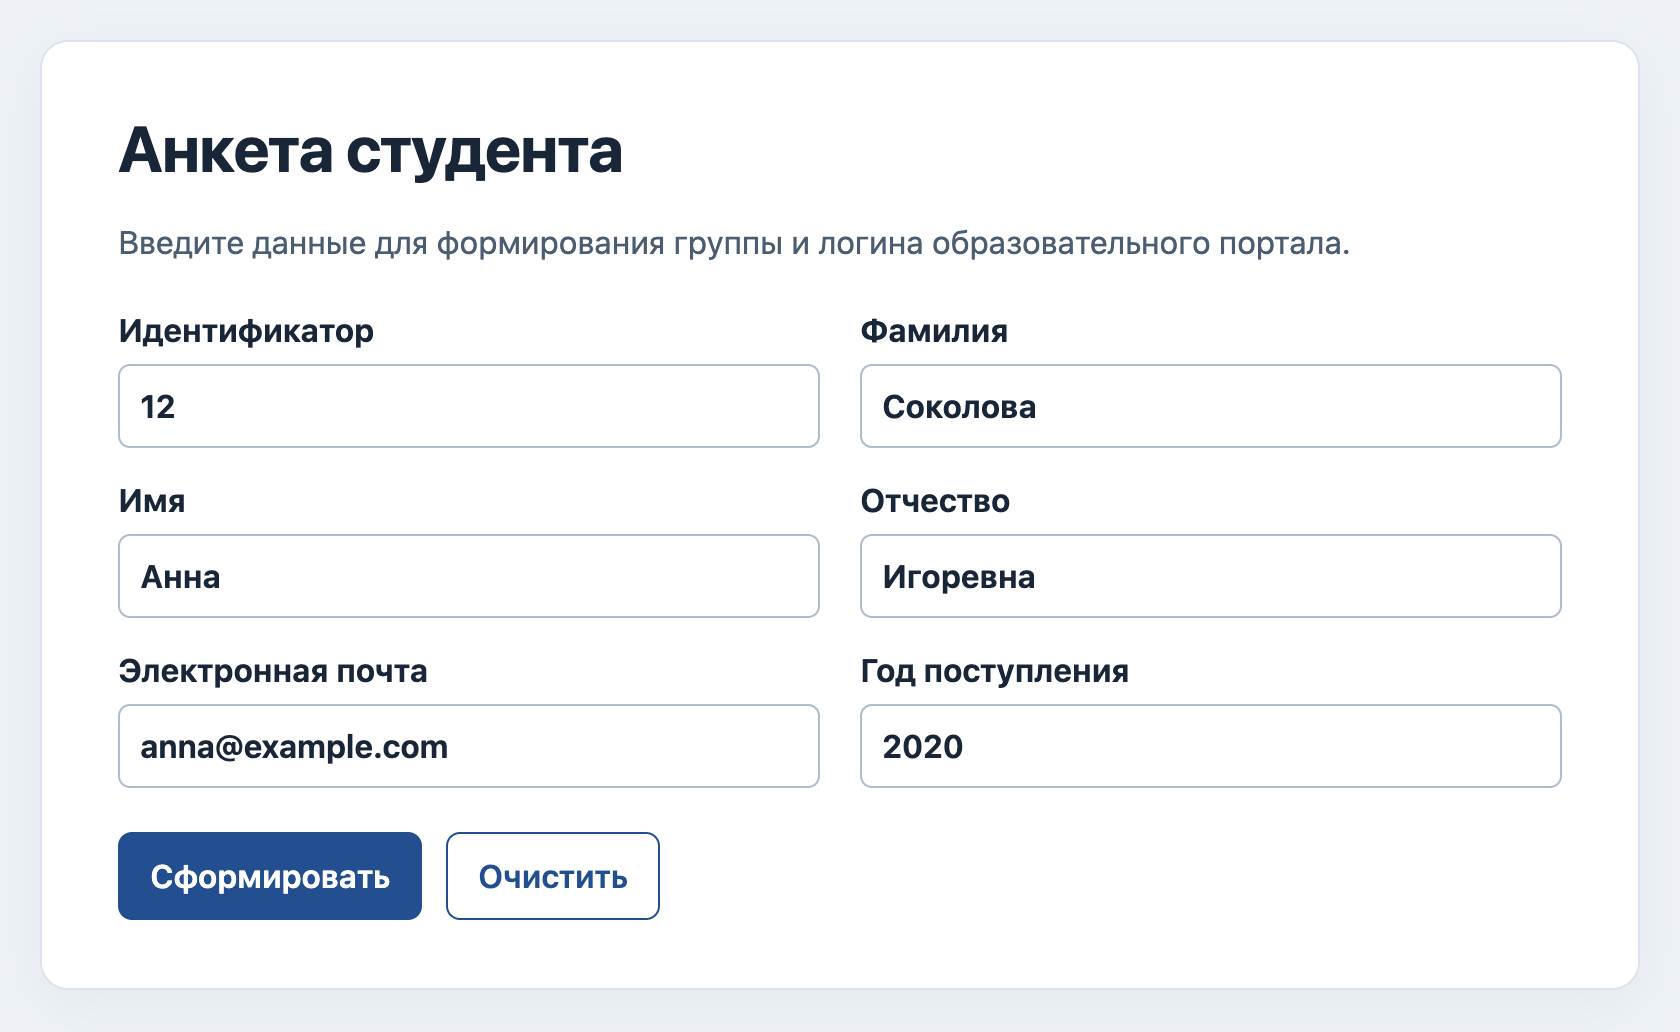 Анкета студента
Введите данные для формирования группы и логина образовательного портала.
Идентификатор
12
Фамилия
Соколова
Имя
Анна
Отчество
Игоревна
Электронная почта
anna@example.com
Год поступления
2020
Сформировать
Очистить